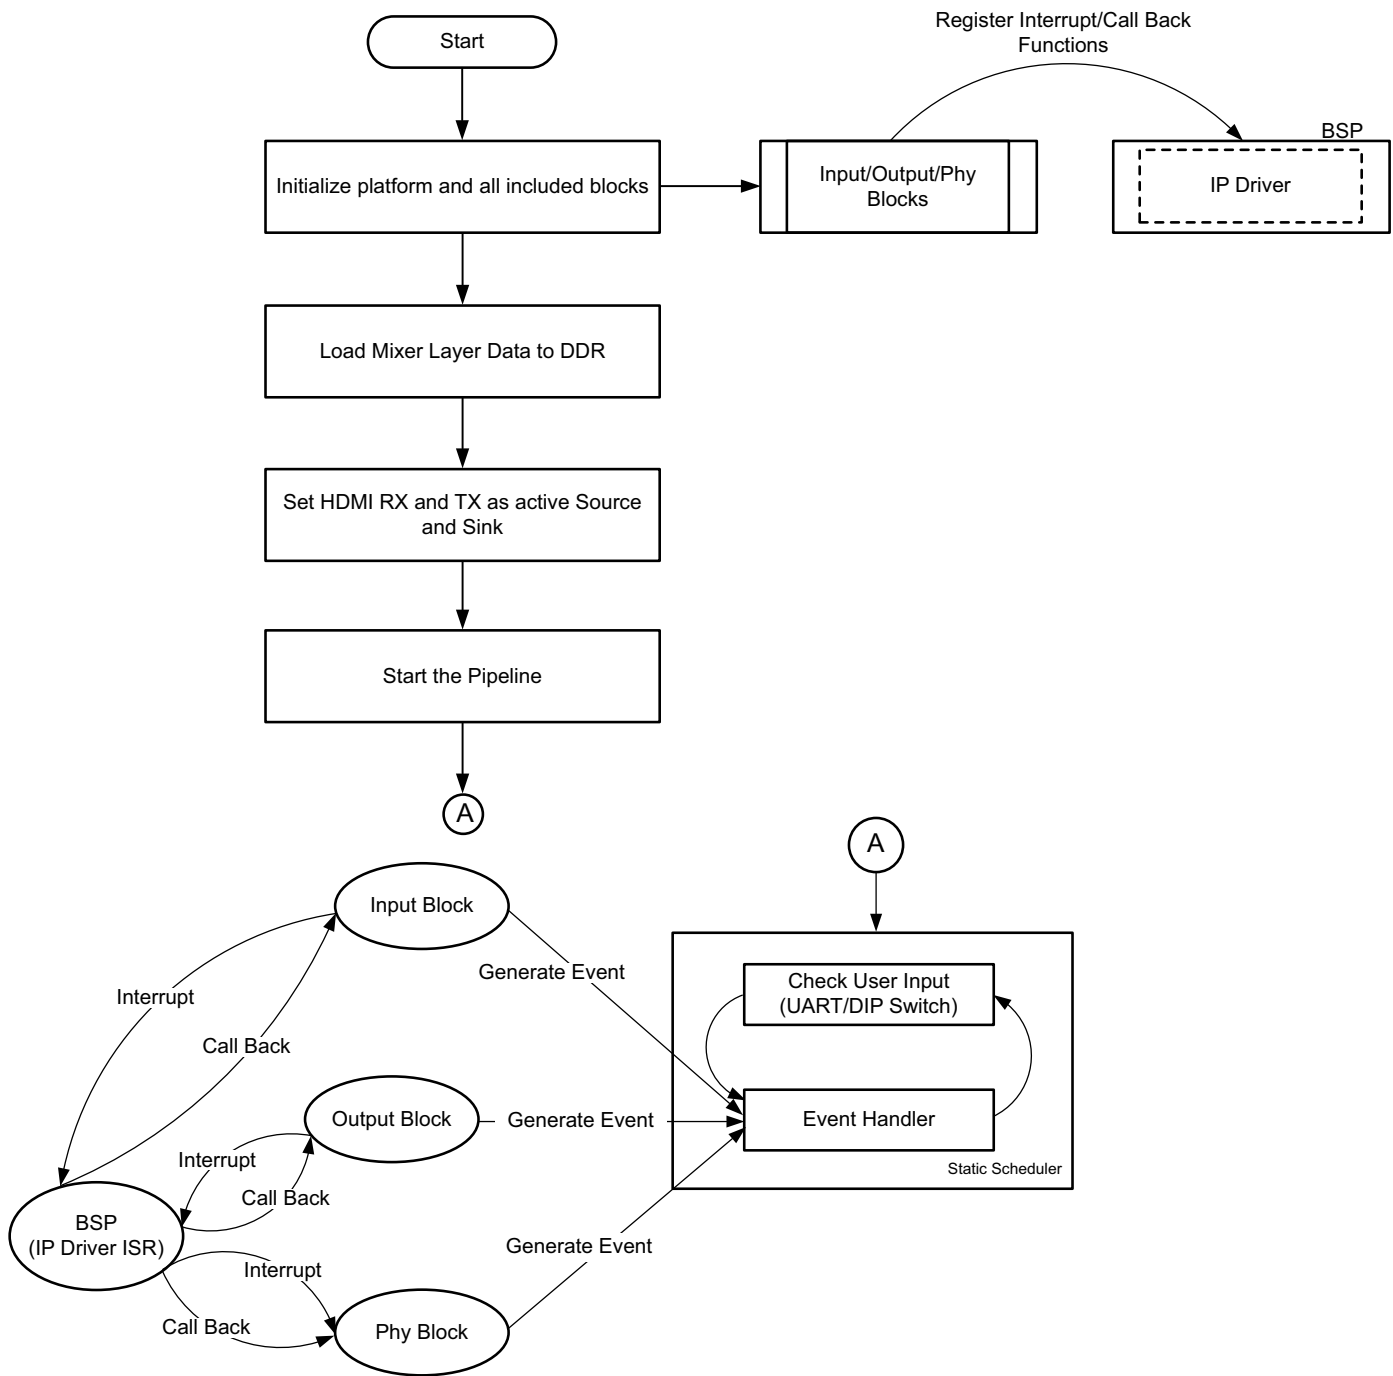 Start
Register Interrupt/Call Back
Functions
BSP
Initialize platform and all included blocks
Input/Output/Phy
Blocks
IP Driver
Load Mixer Layer Data to DDR
Set HDMI RX and TX as active Source
and Sink
Start the Pipeline
A
A
Input Block
Generate Event
Check User Input
(UART/DIP Switch)
Interrupt
Call Back
Output Block
Generate Event
Event Handler
Interrupt
Static Scheduler
Call Back
BSP
(IP Driver ISR)
Generate Event
Interrupt
Call Back
Phy Block